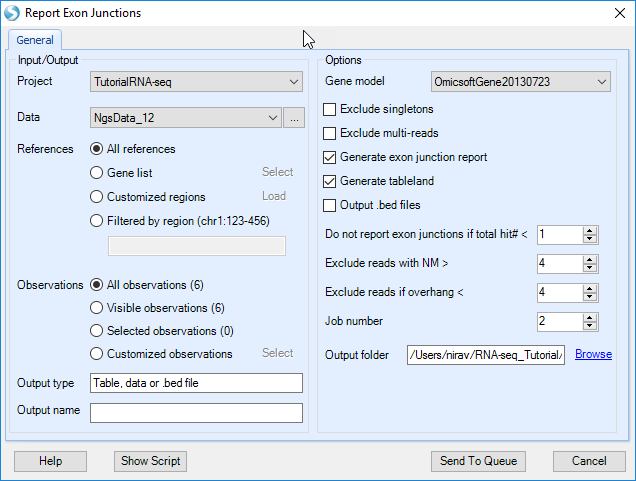 Report Exon Junctions
General
Input/Output
Project TutorialRNA-seq
Data NgsData_12 ...
References All references
Gene list Select
Customized regions Load
Filtered by region (chr1:123-456)
Observations All observations (6)
Visible observations (6)
Selected observations (0)
Customized observations Select
Output type Table, data or .bed file
Output name
Options
Gene model OmicsoftGene20130723
Exclude singletons
Exclude multi-reads
Generate exon junction report
Generate tableland
Output .bed files
Do not report exon junctions if total hit# < 1
Exclude reads with NM > 4
Exclude reads if overhang < 4
Job number 2
Output folder /Users/nirav/RNA-seq_Tutorial/ Browse
Help Show Script Send To Queue Cancel